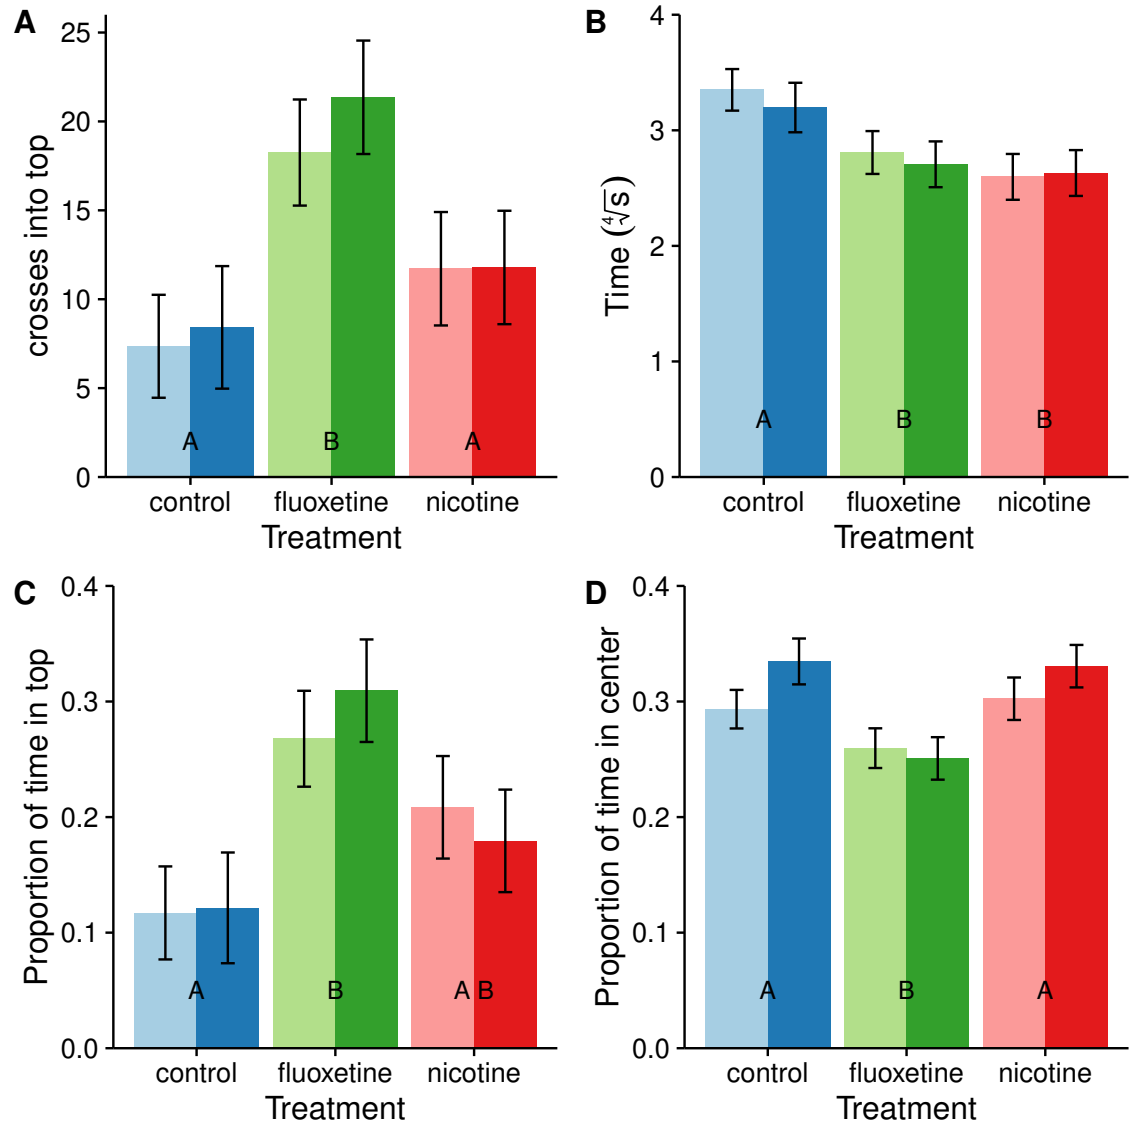 A
crosses into top
25
20
15
10
5
0
A
B
A
control
fluoxetine
nicotine
Treatment
B
Time (∜s)
4
3
2
1
0
A
B
B
control
fluoxetine
nicotine
Treatment
C
Proportion of time in top
0.4
0.3
0.2
0.1
0.0
A
B
A B
control
fluoxetine
nicotine
Treatment
D
Proportion of time in center
0.4
0.3
0.2
0.1
0.0
A
B
A
control
fluoxetine
nicotine
Treatment